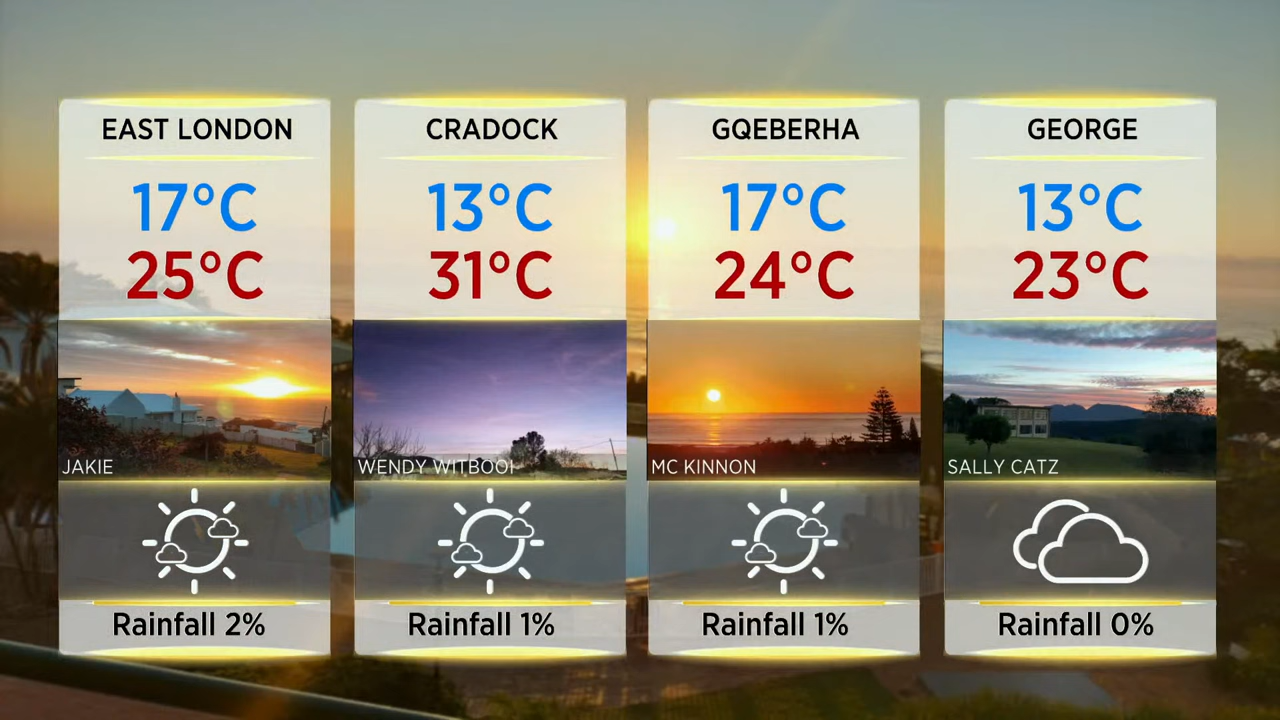 EAST LONDON
17°C
25°C
JAKIE
Rainfall 2%
CRADOCK
13°C
31°C
WENDY WITBOOI
Rainfall 1%
GQEBERHA
17°C
24°C
MC KINNON
Rainfall 1%
GEORGE
13°C
23°C
SALLY CATZ
Rainfall 0%